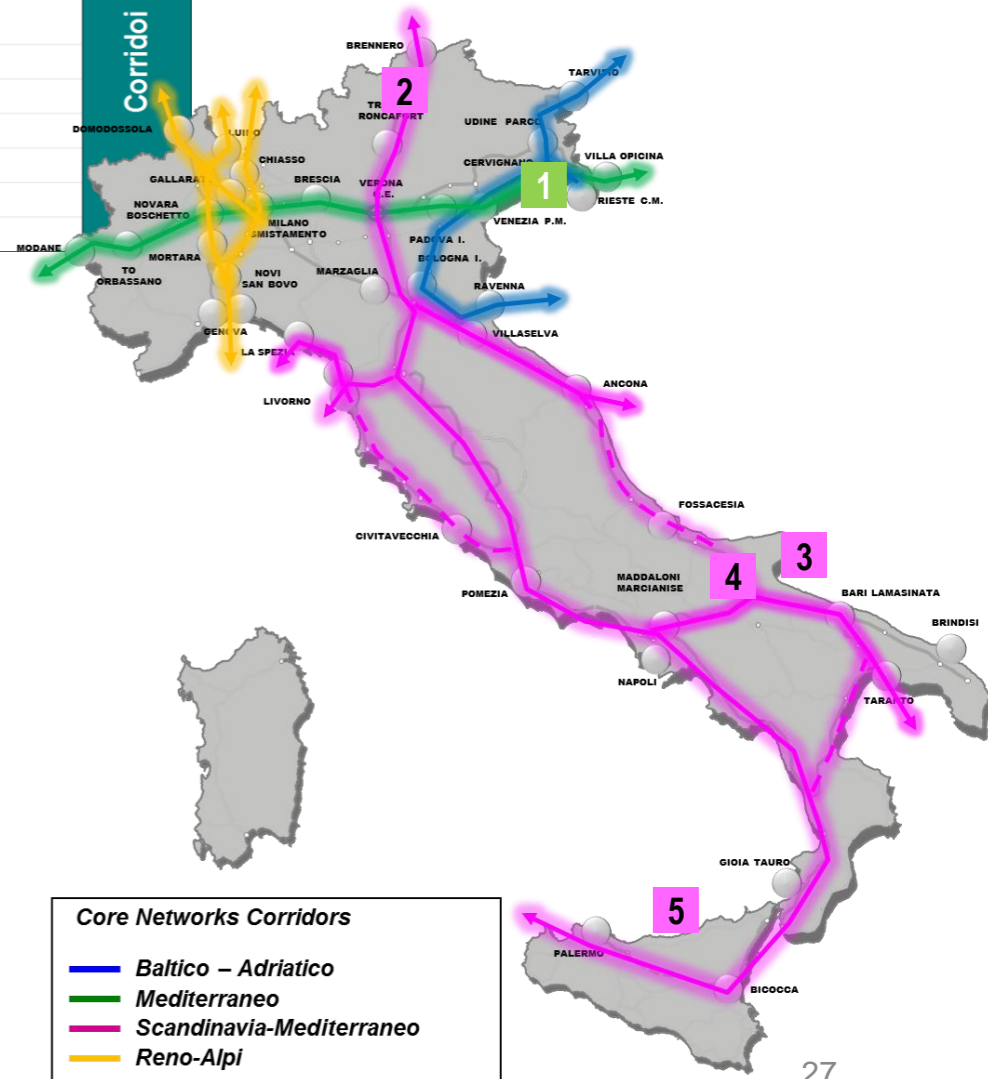 Corridoi
BRENNERO
2
TARVISIO
UDINE PARCO
RONCAFORT
DOMODOSSOLA
LUINO
CHIASSO
CERVIGNANO
VILLA OPICINA
GALLARAT
BRESCIA
VERONA
Q.E.
1
RIESTE C.M.
NOVARA
BOSCHETTO
VENEZIA P.M.
MILANO
SMISTAMENTO
MODANE
PADOVA I.
MORTARA
BOLOGNA I.
TO
ORBASSANO
NOVI
SAN BOVO
MARZAGLIA
RAVENNA
GENOVA
VILLASELVA
LA SPEZIA
ANCONA
LIVORNO
FOSSACESIA
CIVITAVECCHIA
3
4
MADDALONI
MARCIANISE
POMEZIA
BARI LAMASINATA
BRINDISI
NAPOLI
TARANTO
GIOIA TAURO
5
PALERMO
BICOCCA
Core Networks Corridors
Baltico – Adriatico
Mediterraneo
Scandinavia-Mediterraneo
Reno-Alpi
27